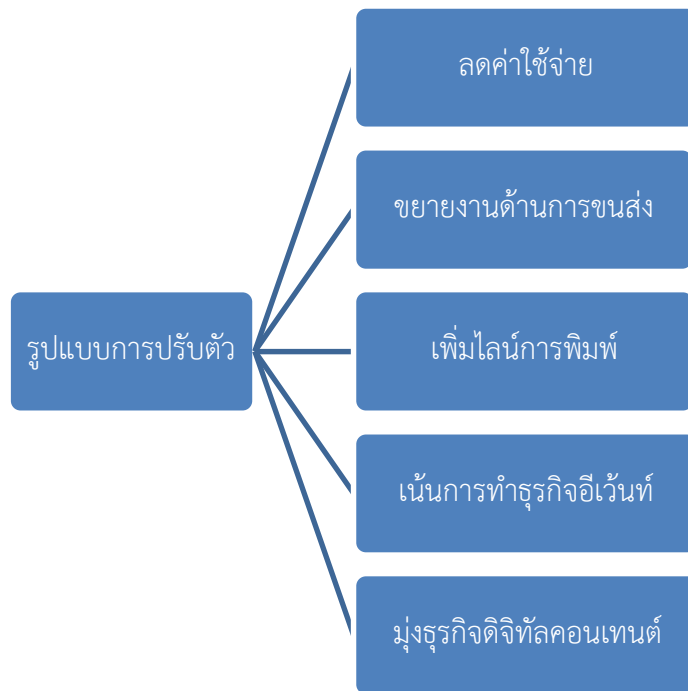 ลดค่าใช้จ่าย
ขยายงานด้านการขนส่ง
รูปแบบการปรับตัว
เพิ่มไลน์การพิมพ์
เน้นการทำธุรกิจอีเว้นท์
มุ่งธุรกิจดิจิทัลคอนเทนต์